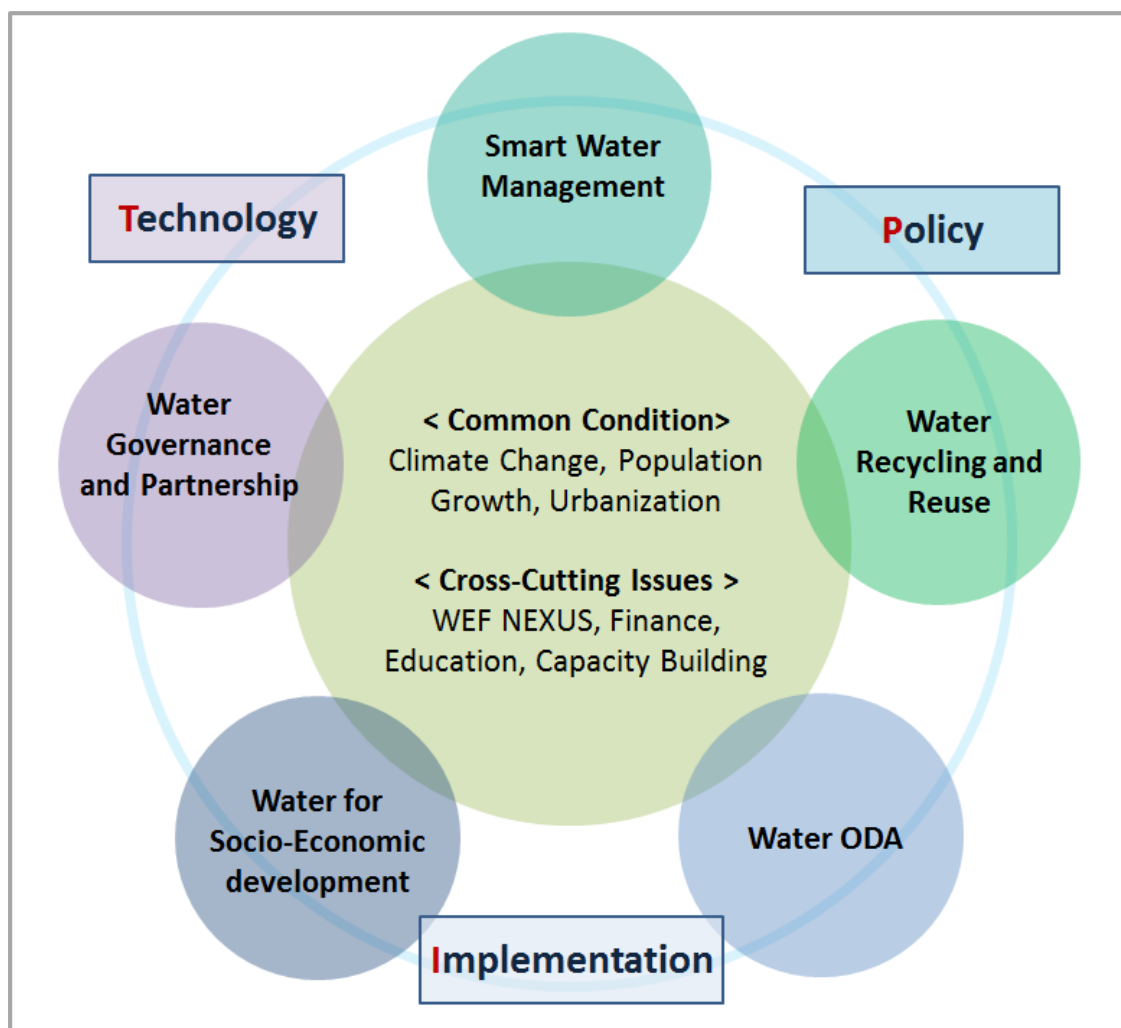 Smart Water
Management
Technology
Policy
Water
Governance
and Partnership
< Common Condition>
Climate Change, Population
Growth, Urbanization
< Cross-Cutting Issues >
WEF NEXUS, Finance,
Education, Capacity Building
Water
Recycling and
Reuse
Water for
Socio-Economic
development
Water ODA
Implementation